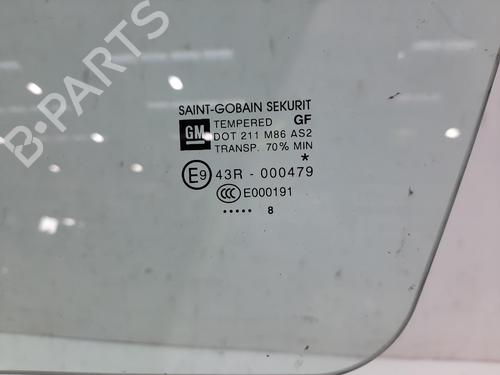 B-PARTS
SAINT-GOBAIN SEKURIT
GM TEMPERED GF
DOT 211 M86 AS2
TRANSP. 70% MIN
*
E9 43R - 000479
CCC E000191
..... 8